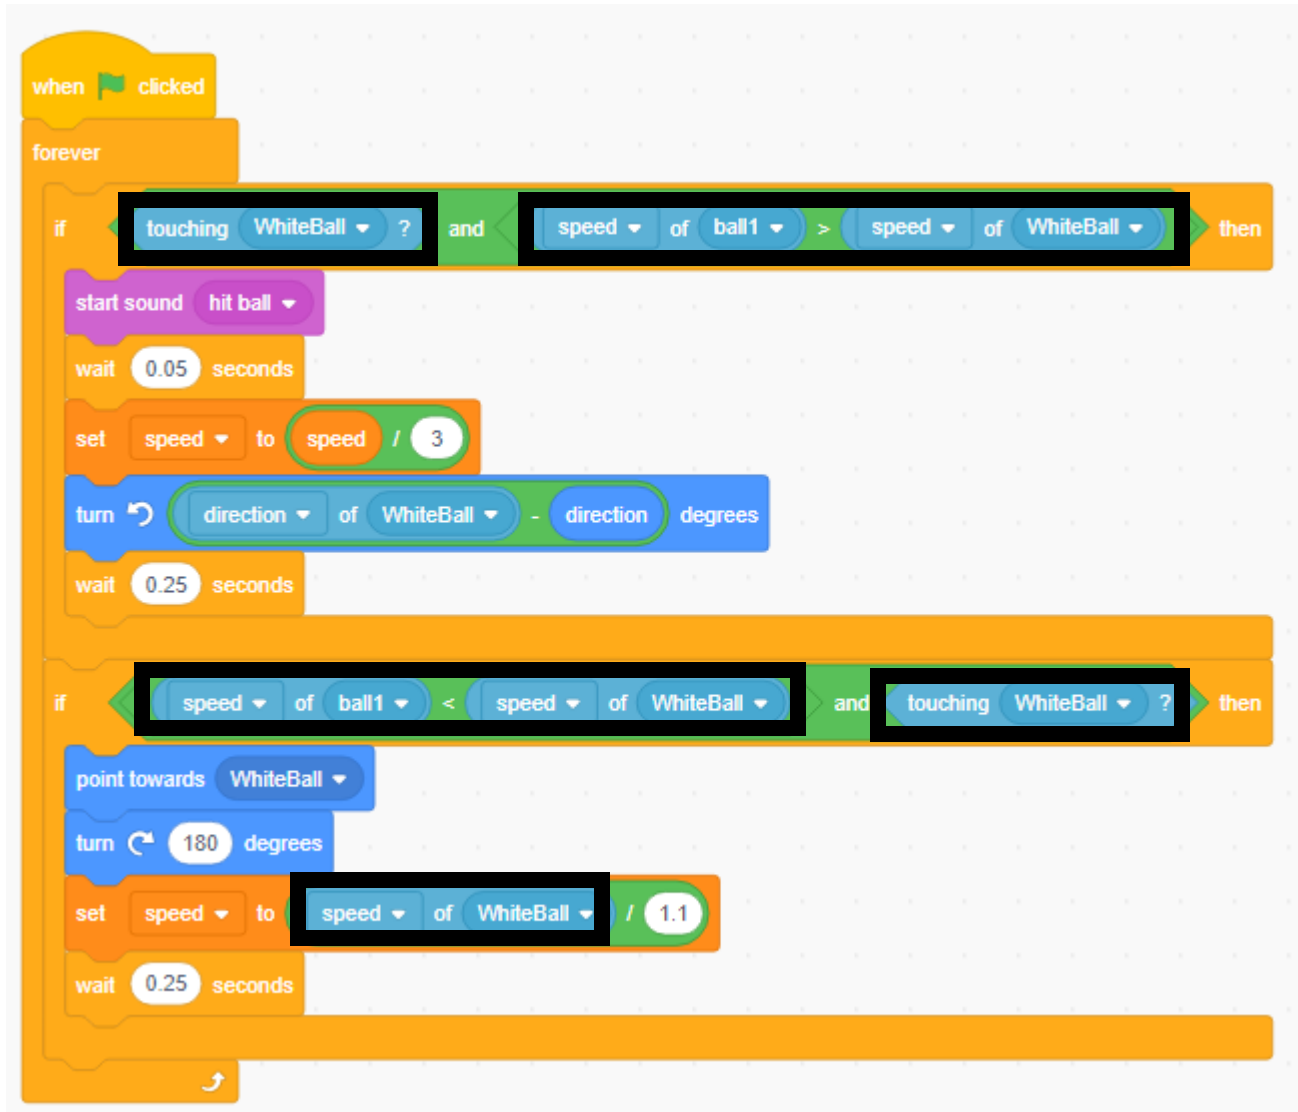 when clicked
forever
if touching WhiteBall ? and speed of ball1 > speed of WhiteBall then
start sound hit ball
wait 0.05 seconds
set speed to speed / 3
turn direction of WhiteBall - direction degrees
wait 0.25 seconds
if speed of ball1 < speed of WhiteBall and touching WhiteBall ? then
point towards WhiteBall
turn 180 degrees
set speed to speed of WhiteBall / 1.1
wait 0.25 seconds